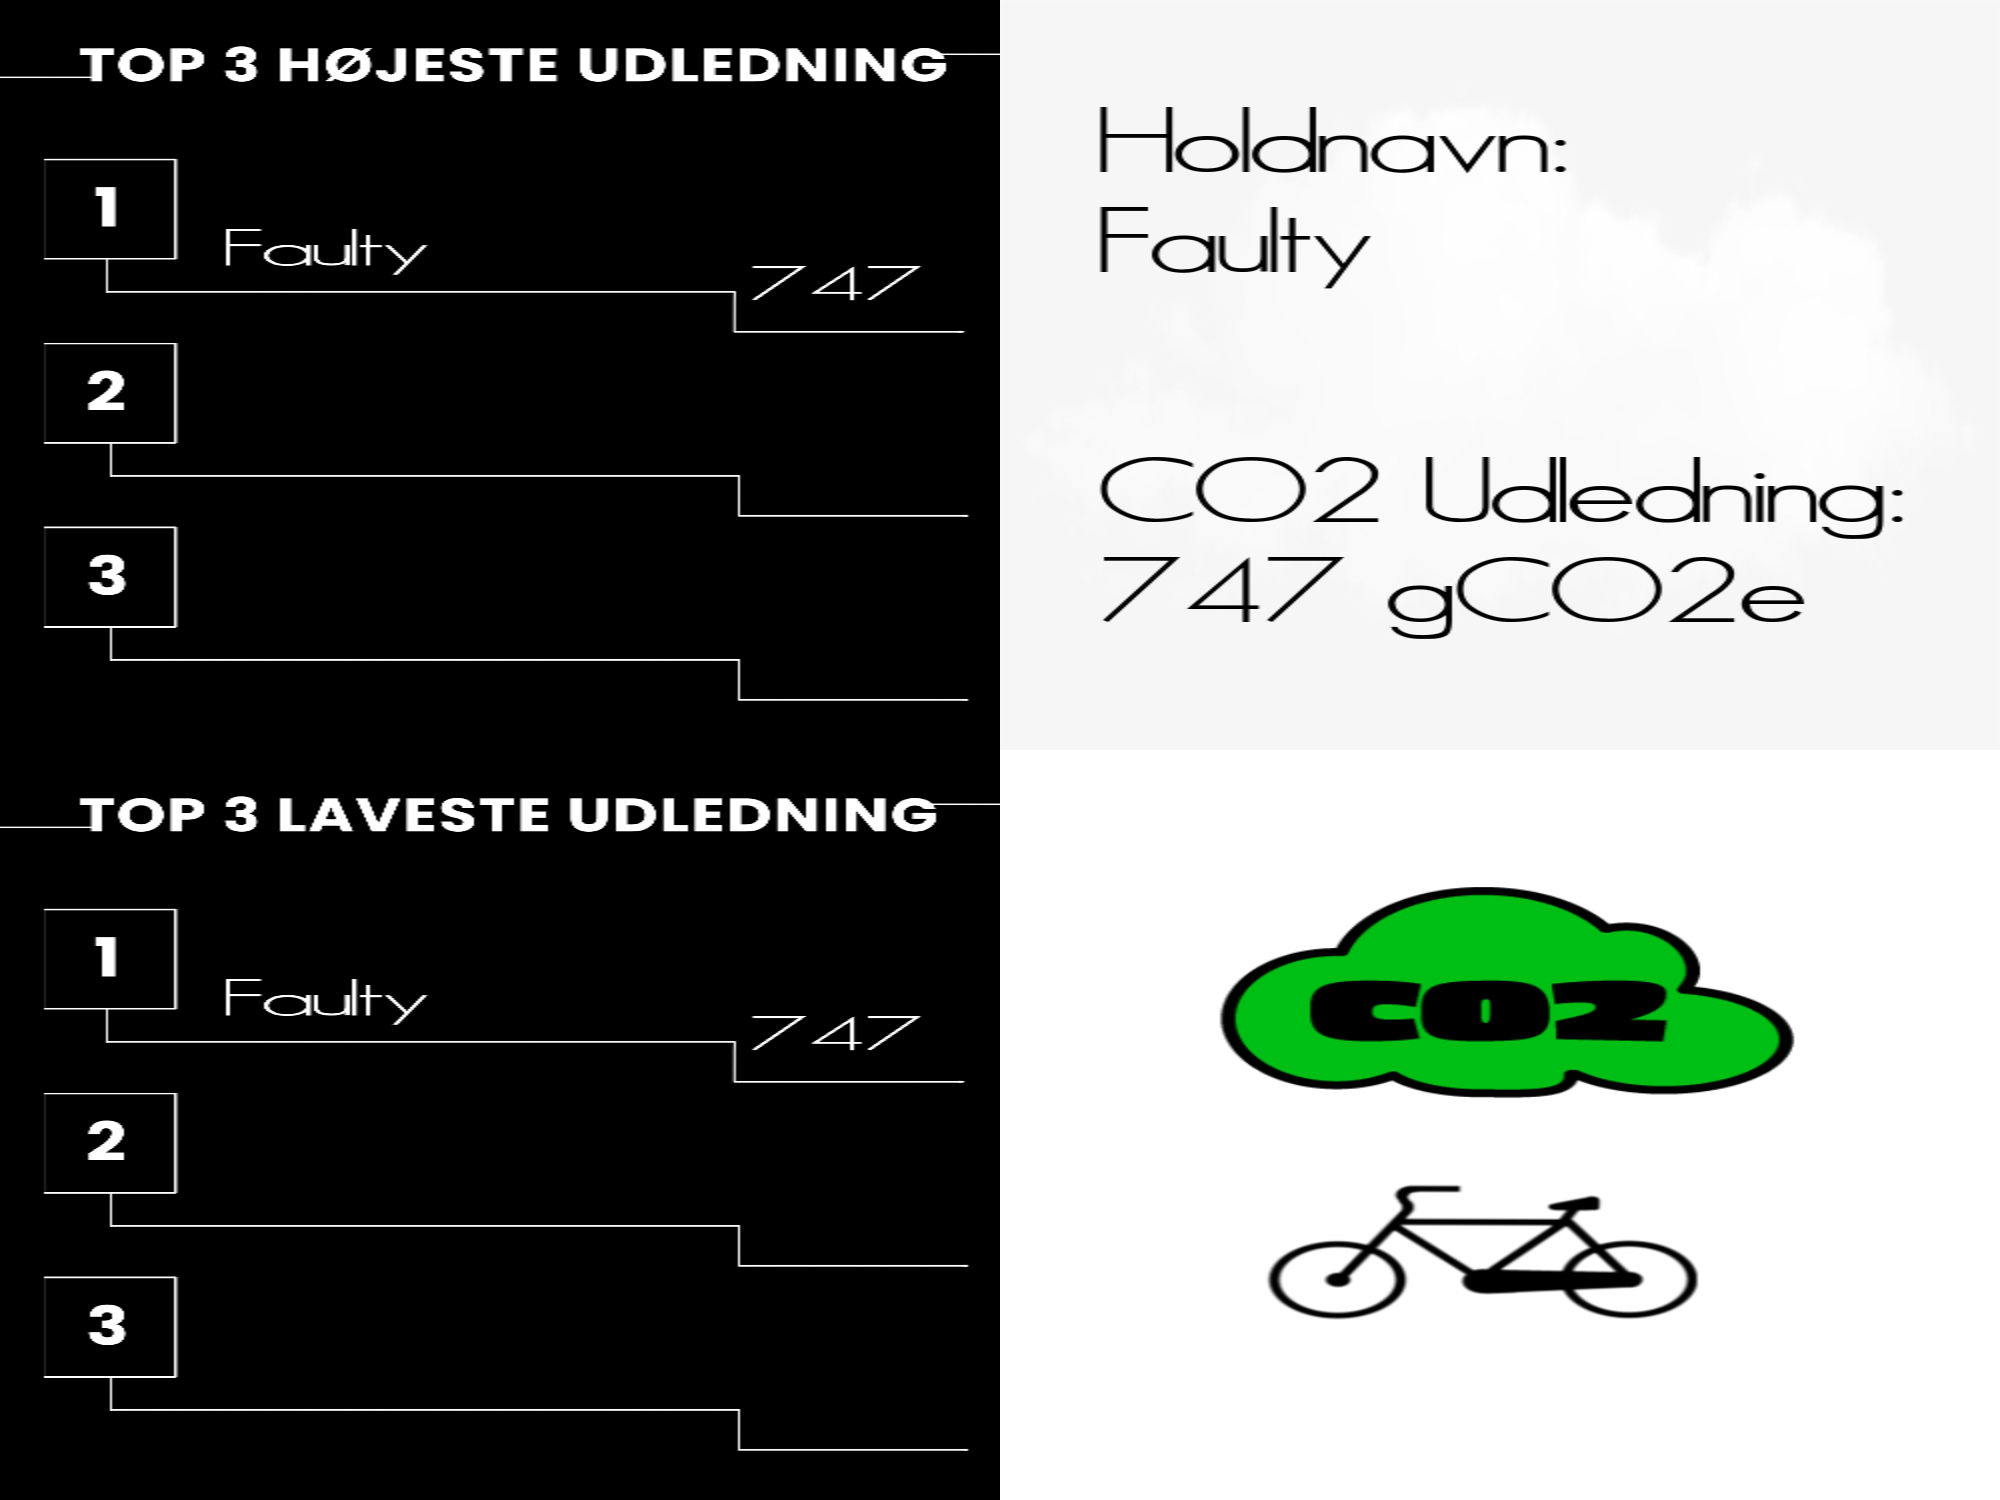 TOP 3 HØJESTE UDLEDNING
1
Faulty
747
2
3
Holdnavn:
Faulty
CO2 Udledning:
747 gCO2e
TOP 3 LAVESTE UDLEDNING
1
Faulty
747
2
3
CO2